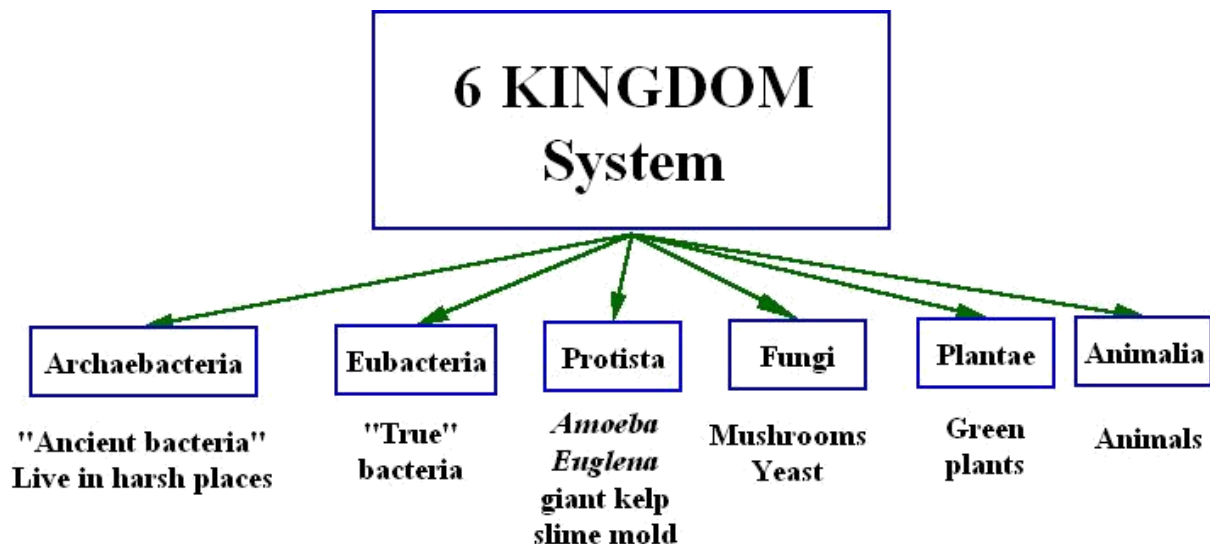 6 KINGDOM
System
Archaebacteria
Eubacteria
Protista
Fungi
Plantae
Animalia
"Ancient bacteria"
Live in harsh places
"True"
bacteria
Amoeba
Euglena
giant kelp
slime mold
Mushrooms
Yeast
Green
plants
Animals